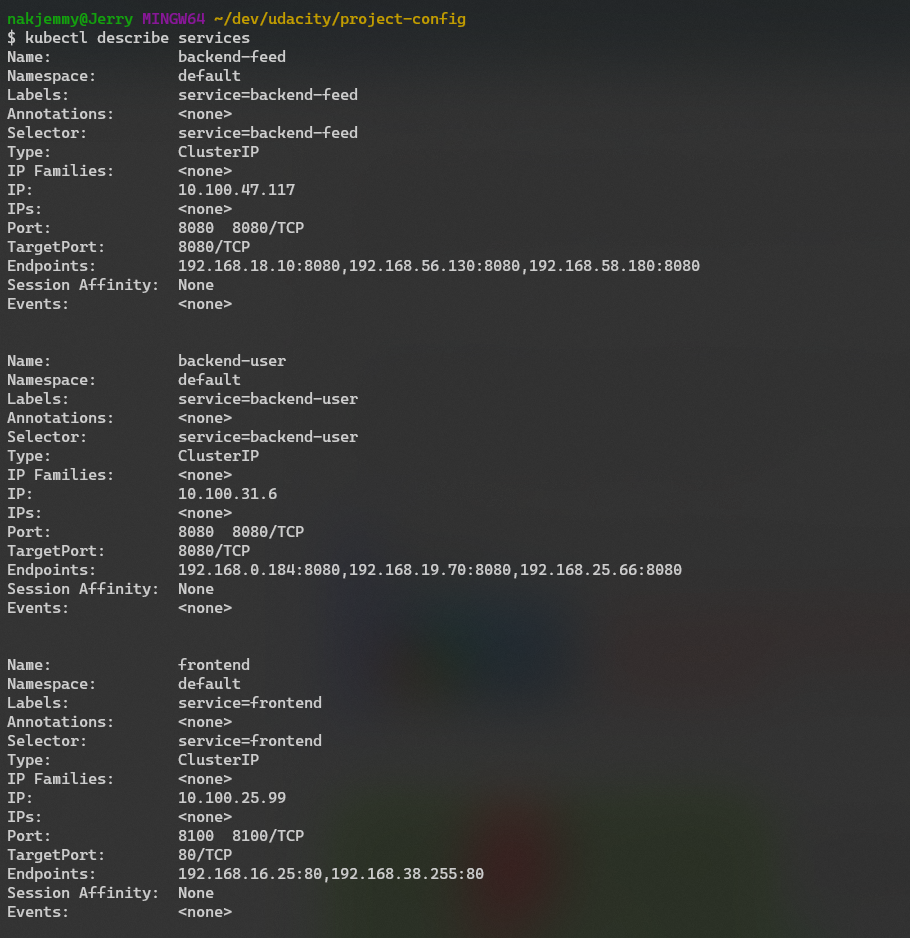 nakjemmy@Jerry MINGW64 ~/dev/udacity/project-config
$ kubectl describe services
Name:              backend-feed
Namespace:         default
Labels:            service=backend-feed
Annotations:       <none>
Selector:          service=backend-feed
Type:              ClusterIP
IP Families:       <none>
IP:                10.100.47.117
IPs:               <none>
Port:              8080  8080/TCP
TargetPort:        8080/TCP
Endpoints:         192.168.18.10:8080,192.168.56.130:8080,192.168.58.180:8080
Session Affinity:  None
Events:            <none>

Name:              backend-user
Namespace:         default
Labels:            service=backend-user
Annotations:       <none>
Selector:          service=backend-user
Type:              ClusterIP
IP Families:       <none>
IP:                10.100.31.6
IPs:               <none>
Port:              8080  8080/TCP
TargetPort:        8080/TCP
Endpoints:         192.168.0.184:8080,192.168.19.70:8080,192.168.25.66:8080
Session Affinity:  None
Events:            <none>

Name:              frontend
Namespace:         default
Labels:            service=frontend
Annotations:       <none>
Selector:          service=frontend
Type:              ClusterIP
IP Families:       <none>
IP:                10.100.25.99
IPs:               <none>
Port:              8100  8100/TCP
TargetPort:        80/TCP
Endpoints:         192.168.16.25:80,192.168.38.255:80
Session Affinity:  None
Events:            <none>